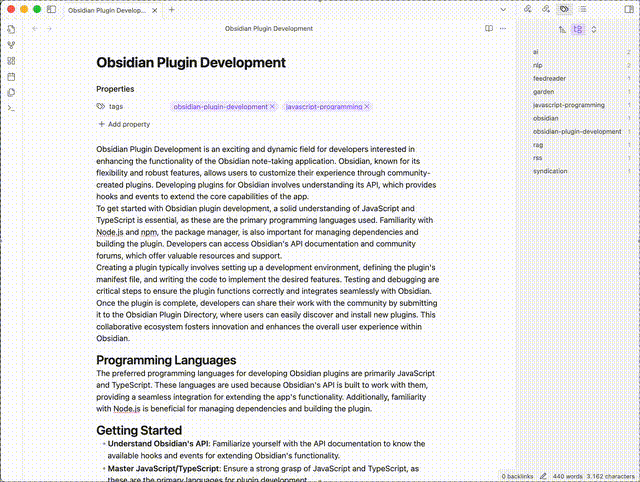 Obsidian Plugin Develop...
Obsidian Plugin Development
Obsidian Plugin Development
Properties
tags
obsidian-plugin-development
javascript-programming
Add property
Obsidian Plugin Development is an exciting and dynamic field for developers interested in
enhancing the functionality of the Obsidian note-taking application. Obsidian, known for its
flexibility and robust features, allows users to customize their experience through community-
created plugins. Developing plugins for Obsidian involves understanding its API, which provides
hooks and events to extend the core capabilities of the app.
To get started with Obsidian plugin development, a solid understanding of JavaScript and
TypeScript is essential, as these are the primary programming languages used. Familiarity with
Node.js and npm, the package manager, is also important for managing dependencies and
building the plugin. Developers can access Obsidian's API documentation and community
forums, which offer valuable resources and support.
Creating a plugin typically involves setting up a development environment, defining the plugin's
manifest file, and writing the code to implement the desired features. Testing and debugging are
critical steps to ensure the plugin functions correctly and integrates seamlessly with Obsidian.
Once the plugin is complete, developers can share their work with the community by submitting
it to the Obsidian Plugin Directory, where users can easily discover and install new plugins. This
collaborative ecosystem fosters innovation and enhances the overall user experience within
Obsidian.
Programming Languages
The preferred programming languages for developing Obsidian plugins are primarily JavaScript
and TypeScript. These languages are used because Obsidian's API is built to work with them,
providing a seamless integration for extending the app's functionality. Additionally, familiarity
with Node.js is beneficial for managing dependencies and building the plugin.
Getting Started
• Understand Obsidian's API: Familiarize yourself with the API documentation to know the
available hooks and events for extending Obsidian's functionality.
• Master JavaScript/TypeScript: Ensure a strong grasp of JavaScript and TypeScript, as
these are the primary languages for plugin development.
ai 2
nlp 2
feedreader 1
garden 1
javascript-programming 1
obsidian 1
obsidian-plugin-development 1
rag 1
rss 1
syndication 1
0 backlinks 440 words 3,162 characters